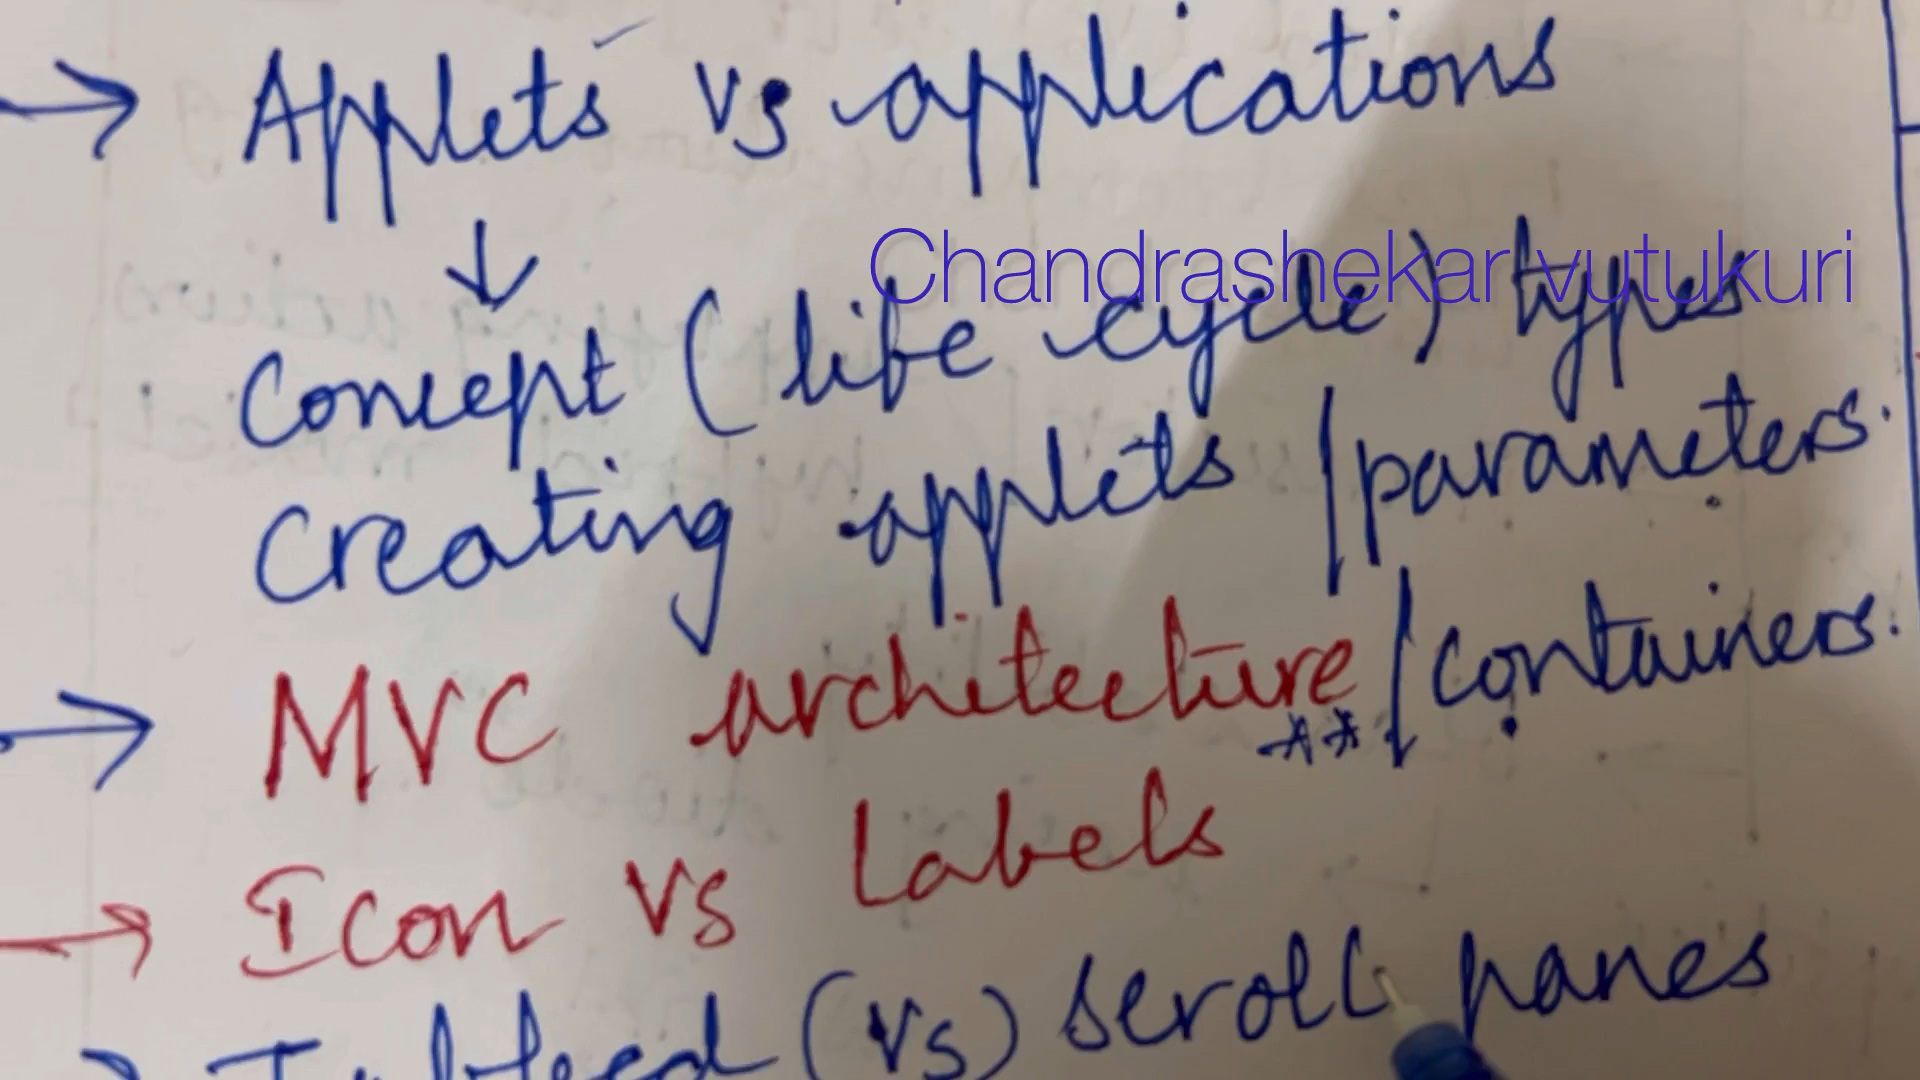 → Applets vs applications
↓
Chandrashekar vutukuri
Concept (life cycle) types
Creating applets / parameters.
→ MVC architecture ** / containers.
→ Icon Vs Labels
(Vs) scroll panes